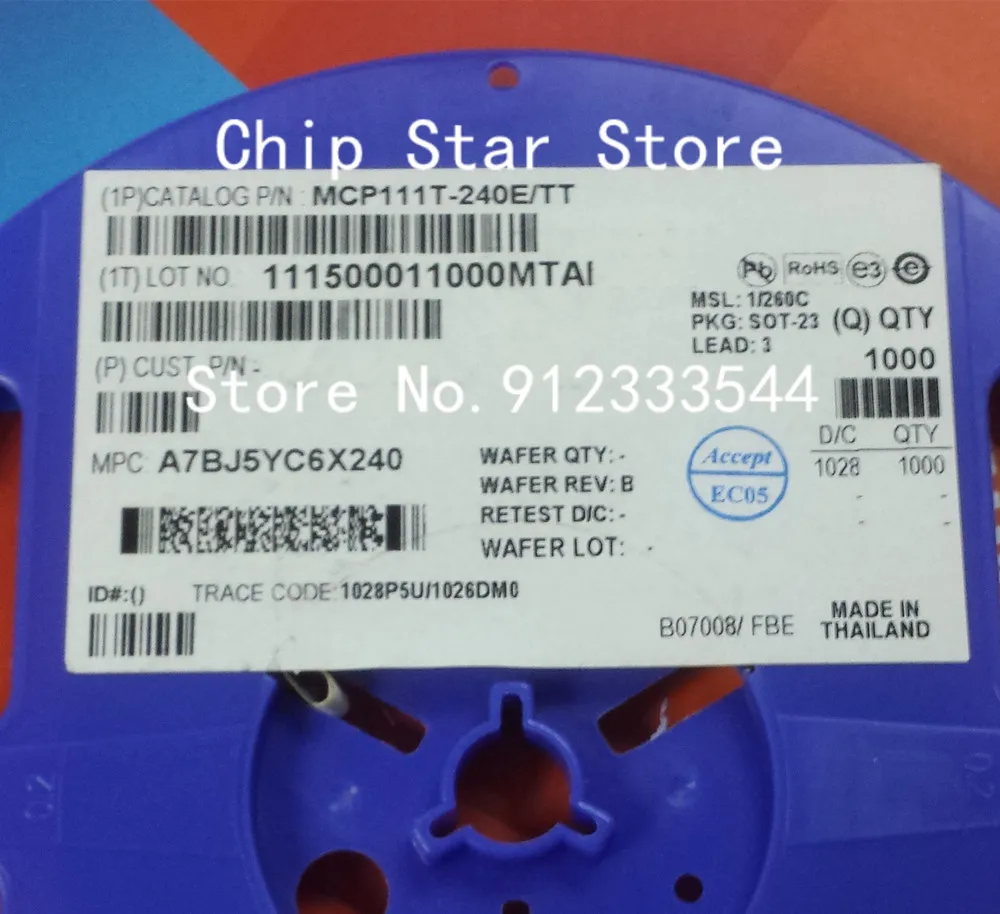 Chip Star Store
(1P)CATALOG P/N : MCP111T-240E/TT
(1T) LOT NO. 111500011000MTAI
Pb RoHS e3 e
MSL: 1/260C
PKG: SOT-23 (Q) QTY
LEAD: 3
1000
(P) CUST. P/N -
Store No.912333544
D/C QTY
1028 1000
- -
- -
MPC A7BJ5YC6X240
WAFER QTY: -
WAFER REV: B
RETEST D/C: -
WAFER LOT: -
Accept
EC05
ID#:() TRACE CODE: 1028P5U/1026DM0
B07008/ FBE
MADE IN
THAILAND